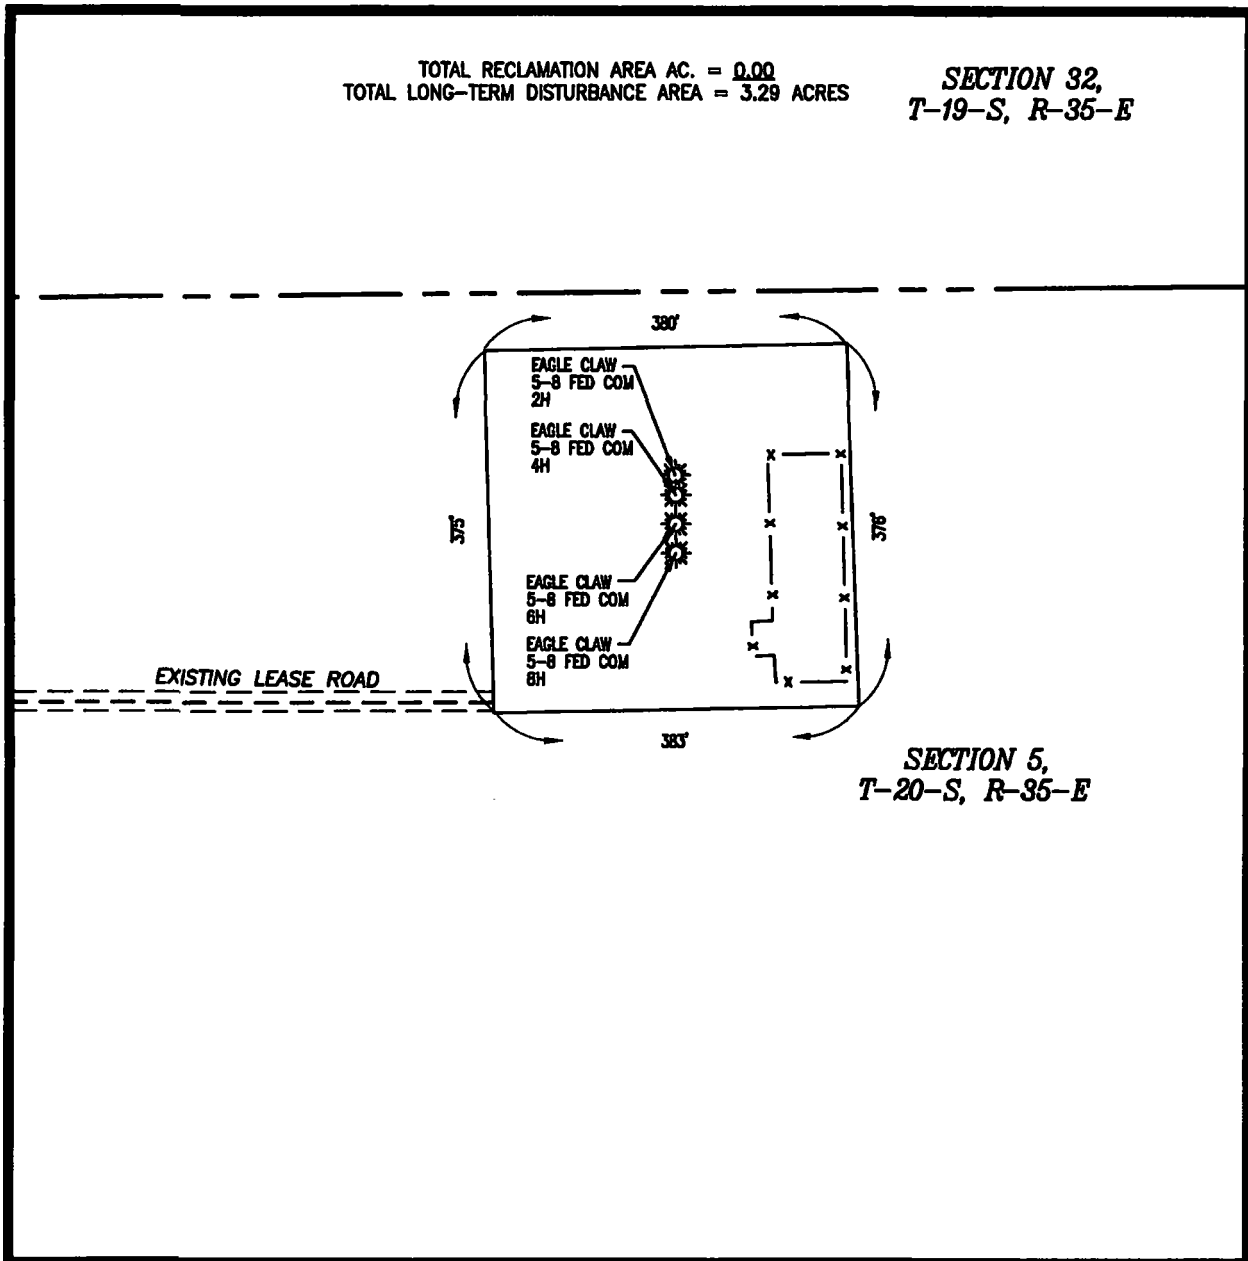 TOTAL RECLAMATION AREA AC. = 0.00
TOTAL LONG-TERM DISTURBANCE AREA = 3.29 ACRES
SECTION 32,
T-19-S, R-35-E
380'
EAGLE CLAW
5-8 FED COM
2H
EAGLE CLAW
5-8 FED COM
4H
375'
376'
EAGLE CLAW
5-8 FED COM
6H
EAGLE CLAW
5-8 FED COM
8H
EXISTING LEASE ROAD
383'
SECTION 5,
T-20-S, R-35-E